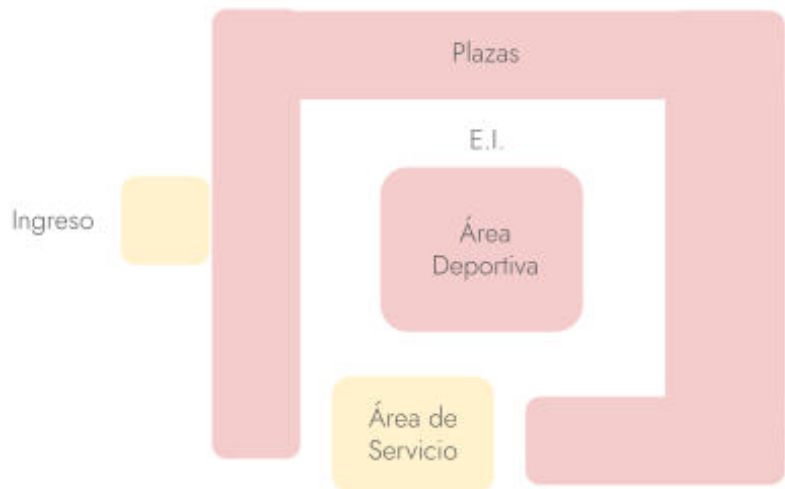 Plazas
E.I.
Ingreso
Área
Deportiva
Área de
Servicio